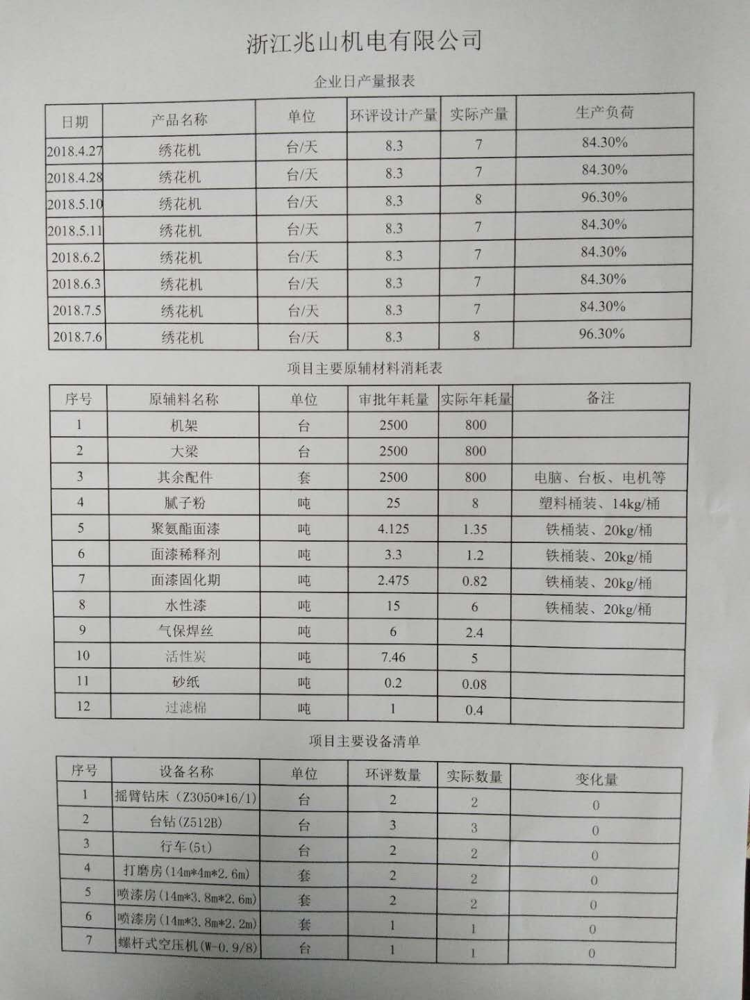 浙江兆山机电有限公司
企业日产量报表
日期 产品名称 单位 环评设计产量 实际产量 生产负荷
2018.4.27 绣花机 台/天 8.3 7 84.30%
2018.4.28 绣花机 台/天 8.3 7 84.30%
2018.5.10 绣花机 台/天 8.3 8 96.30%
2018.5.11 绣花机 台/天 8.3 7 84.30%
2018.6.2 绣花机 台/天 8.3 7 84.30%
2018.6.3 绣花机 台/天 8.3 7 84.30%
2018.7.5 绣花机 台/天 8.3 7 84.30%
2018.7.6 绣花机 台/天 8.3 8 96.30%
项目主要原辅材料消耗表
序号 原辅料名称 单位 审批年耗量 实际年耗量 备注
1 机架 台 2500 800
2 大梁 台 2500 800
3 其余配件 套 2500 800 电脑、台板、电机等
4 腻子粉 吨 25 8 塑料桶装、14kg/桶
5 聚氨酯面漆 吨 4.125 1.35 铁桶装、20kg/桶
6 面漆稀释剂 吨 3.3 1.2 铁桶装、20kg/桶
7 面漆固化期 吨 2.475 0.82 铁桶装、20kg/桶
8 水性漆 吨 15 6 铁桶装、20kg/桶
9 气保焊丝 吨 6 2.4
10 活性炭 吨 7.46 5
11 砂纸 吨 0.2 0.08
12 过滤棉 吨 1 0.4
项目主要设备清单
序号 设备名称 单位 环评数量 实际数量 变化量
1 摇臂钻床（Z3050*16/1) 台 2 2 0
2 台钻(Z512B) 台 3 3 0
3 行车(5t) 台 2 2 0
4 打磨房(14m*4m*2.6m) 套 2 2 0
5 喷漆房(14m*3.8m*2.6m) 套 2 2 0
6 喷漆房(14m*3.8m*2.2m) 套 1 1 0
7 螺杆式空压机(W-0.9/8) 台 1 1 0